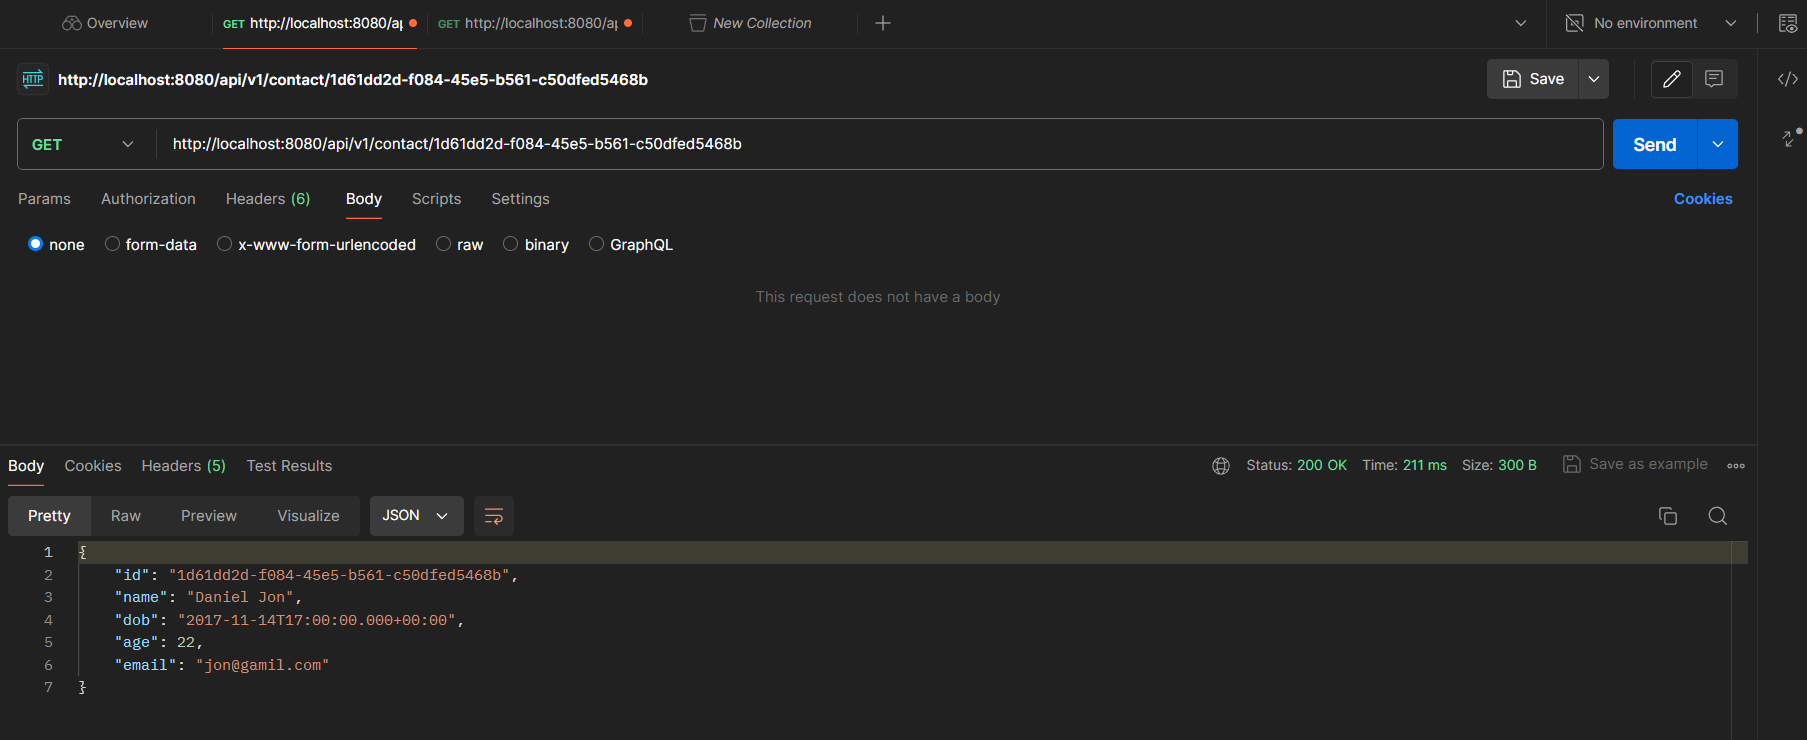 Overview
GET http://localhost:8080/ap
GET http://localhost:8080/ap
New Collection
No environment
HTTP
http://localhost:8080/api/v1/contact/1d61dd2d-f084-45e5-b561-c50dfed5468b
Save
GET
http://localhost:8080/api/v1/contact/1d61dd2d-f084-45e5-b561-c50dfed5468b
Send
Params Authorization Headers (6) Body Scripts Settings Cookies
none form-data x-www-form-urlencoded raw binary GraphQL
This request does not have a body
Body Cookies Headers (5) Test Results Status: 200 OK Time: 211 ms Size: 300 B Save as example
Pretty Raw Preview Visualize JSON
1 {
2 "id": "1d61dd2d-f084-45e5-b561-c50dfed5468b",
3 "name": "Daniel Jon",
4 "dob": "2017-11-14T17:00:00.000+00:00",
5 "age": 22,
6 "email": "jon@gamil.com"
7 }